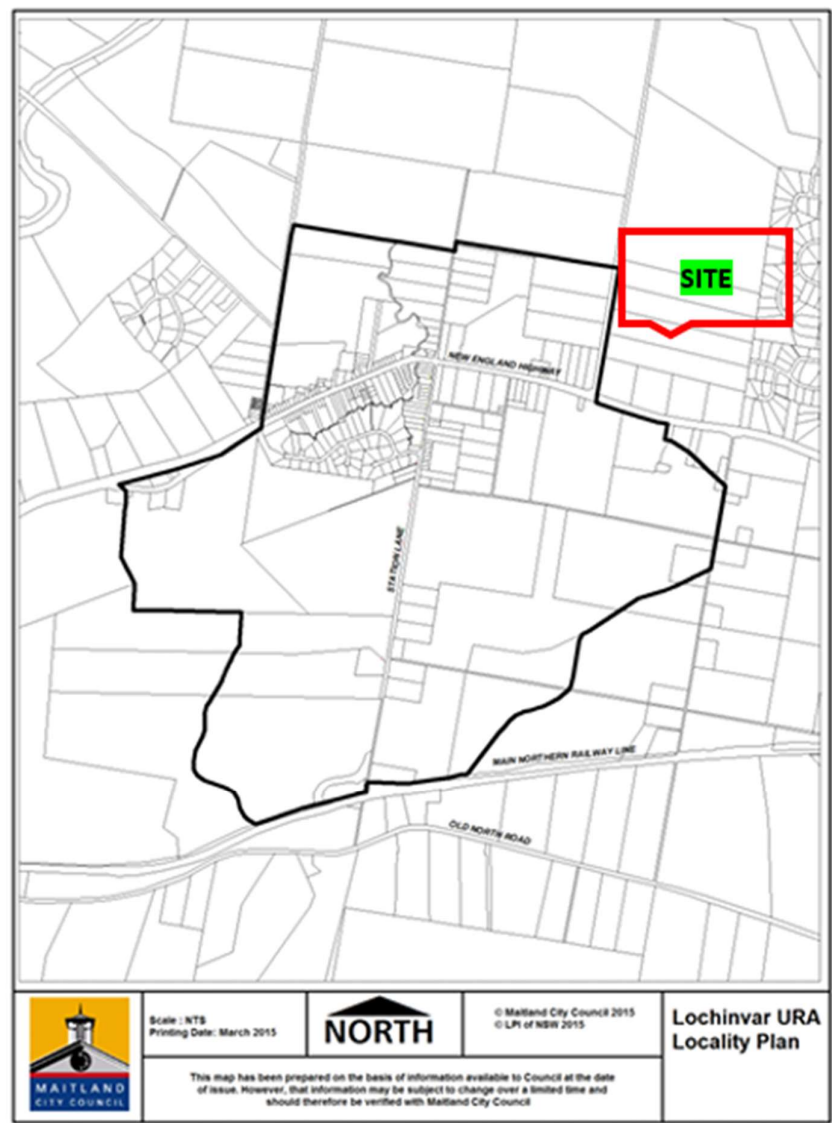 SITE
NEW ENGLAND HIGHWAY
STATION LANE
MAIN NORTHERN RAILWAY LINE
OLD NORTH ROAD
MAITLAND
CITY COUNCIL
Scale : NTS
Printing Date: March 2015
NORTH
© Maitland City Council 2015
© LPI of NSW 2015
Lochinvar URA
Locality Plan
This map has been prepared on the basis of information available to Council at the date
of issue. However, that information may be subject to change over a limited time and
should therefore be verified with Maitland City Council